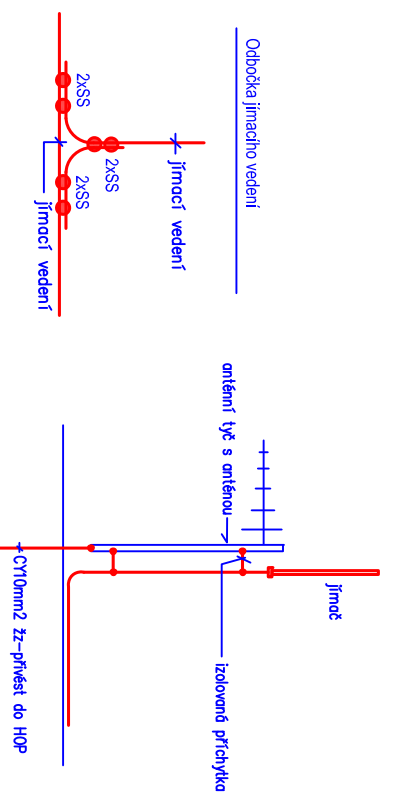 Odbočka jímacího vedení
2xSS
2xSS
2xSS
jímací vedení
jímací vedení
anténní tyč s anténou
jímač
izolovaná příchytka
CY10mm2 žz-přivést do HOP